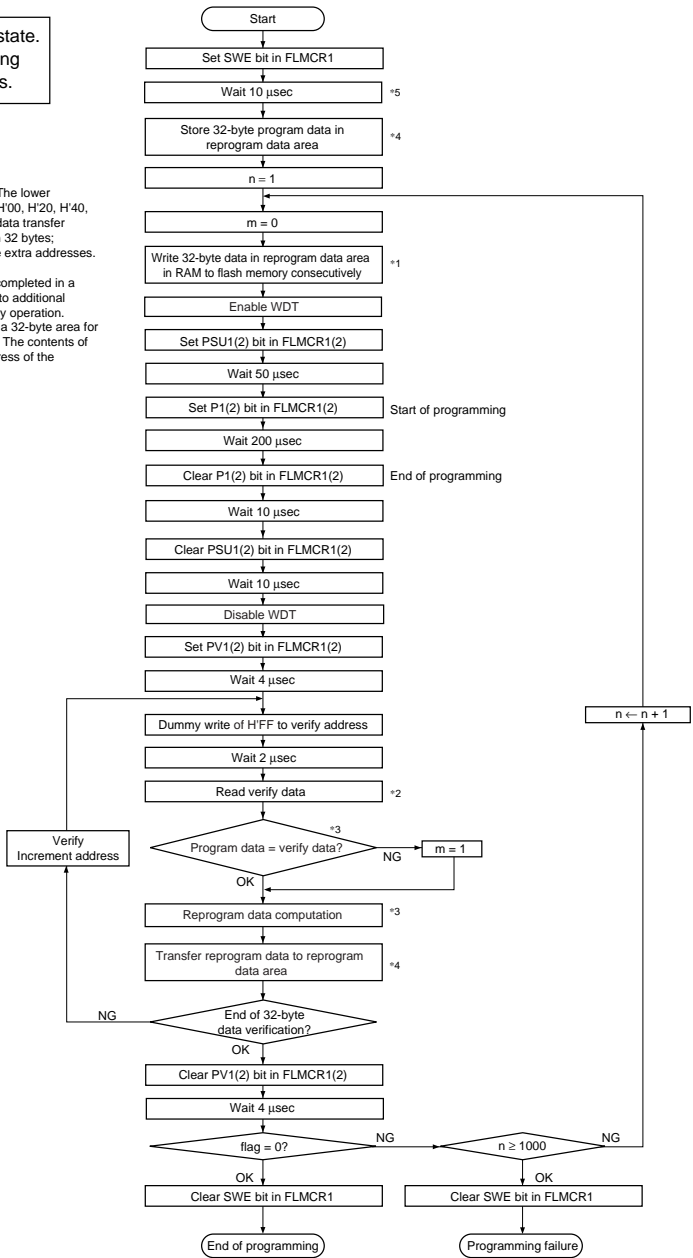 state.
ng
s.
The lower
H'00, H'20, H'40,
data transfer
32 bytes;
e extra addresses.
completed in a
to additional
y operation.
a 32-byte area for
The contents of
ress of the
Start
Set SWE bit in FLMCR1
Wait 10 μsec
*5
Store 32-byte program data in
reprogram data area
*4
n = 1
m = 0
Write 32-byte data in reprogram data area
in RAM to flash memory consecutively
*1
Enable WDT
Set PSU1(2) bit in FLMCR1(2)
Wait 50 μsec
Set P1(2) bit in FLMCR1(2)
Start of programming
Wait 200 μsec
Clear P1(2) bit in FLMCR1(2)
End of programming
Wait 10 μsec
Clear PSU1(2) bit in FLMCR1(2)
Wait 10 μsec
Disable WDT
Set PV1(2) bit in FLMCR1(2)
Wait 4 μsec
Dummy write of H'FF to verify address
n ← n + 1
Wait 2 μsec
Read verify data
*2
*3
Program data = verify data?
NG
m = 1
Verify
Increment address
OK
Reprogram data computation
*3
Transfer reprogram data to reprogram
data area
*4
End of 32-byte
data verification?
NG
OK
Clear PV1(2) bit in FLMCR1(2)
Wait 4 μsec
flag = 0?
NG
n ≥ 1000
NG
OK
OK
Clear SWE bit in FLMCR1
Clear SWE bit in FLMCR1
End of programming
Programming failure